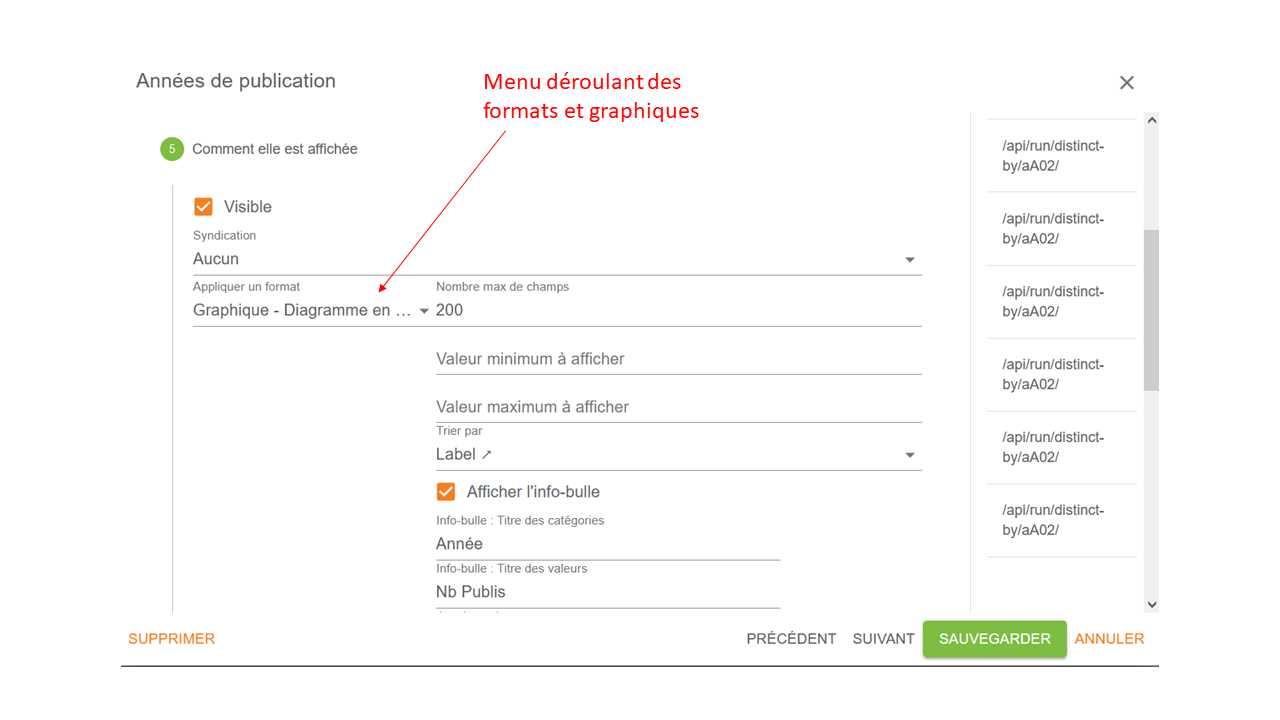 Années de publication
Menu déroulant des
formats et graphiques
5 Comment elle est affichée
Visible
Syndication
Aucun
Appliquer un format
Graphique - Diagramme en ...
Nombre max de champs
200
Valeur minimum à afficher
Valeur maximum à afficher
Trier par
Label ↗
Afficher l'info-bulle
Info-bulle : Titre des catégories
Année
Info-bulle : Titre des valeurs
Nb Publis
/api/run/distinct-
by/aA02/
/api/run/distinct-
by/aA02/
/api/run/distinct-
by/aA02/
/api/run/distinct-
by/aA02/
/api/run/distinct-
by/aA02/
/api/run/distinct-
by/aA02/
SUPPRIMER
PRÉCÉDENT SUIVANT SAUVEGARDER ANNULER